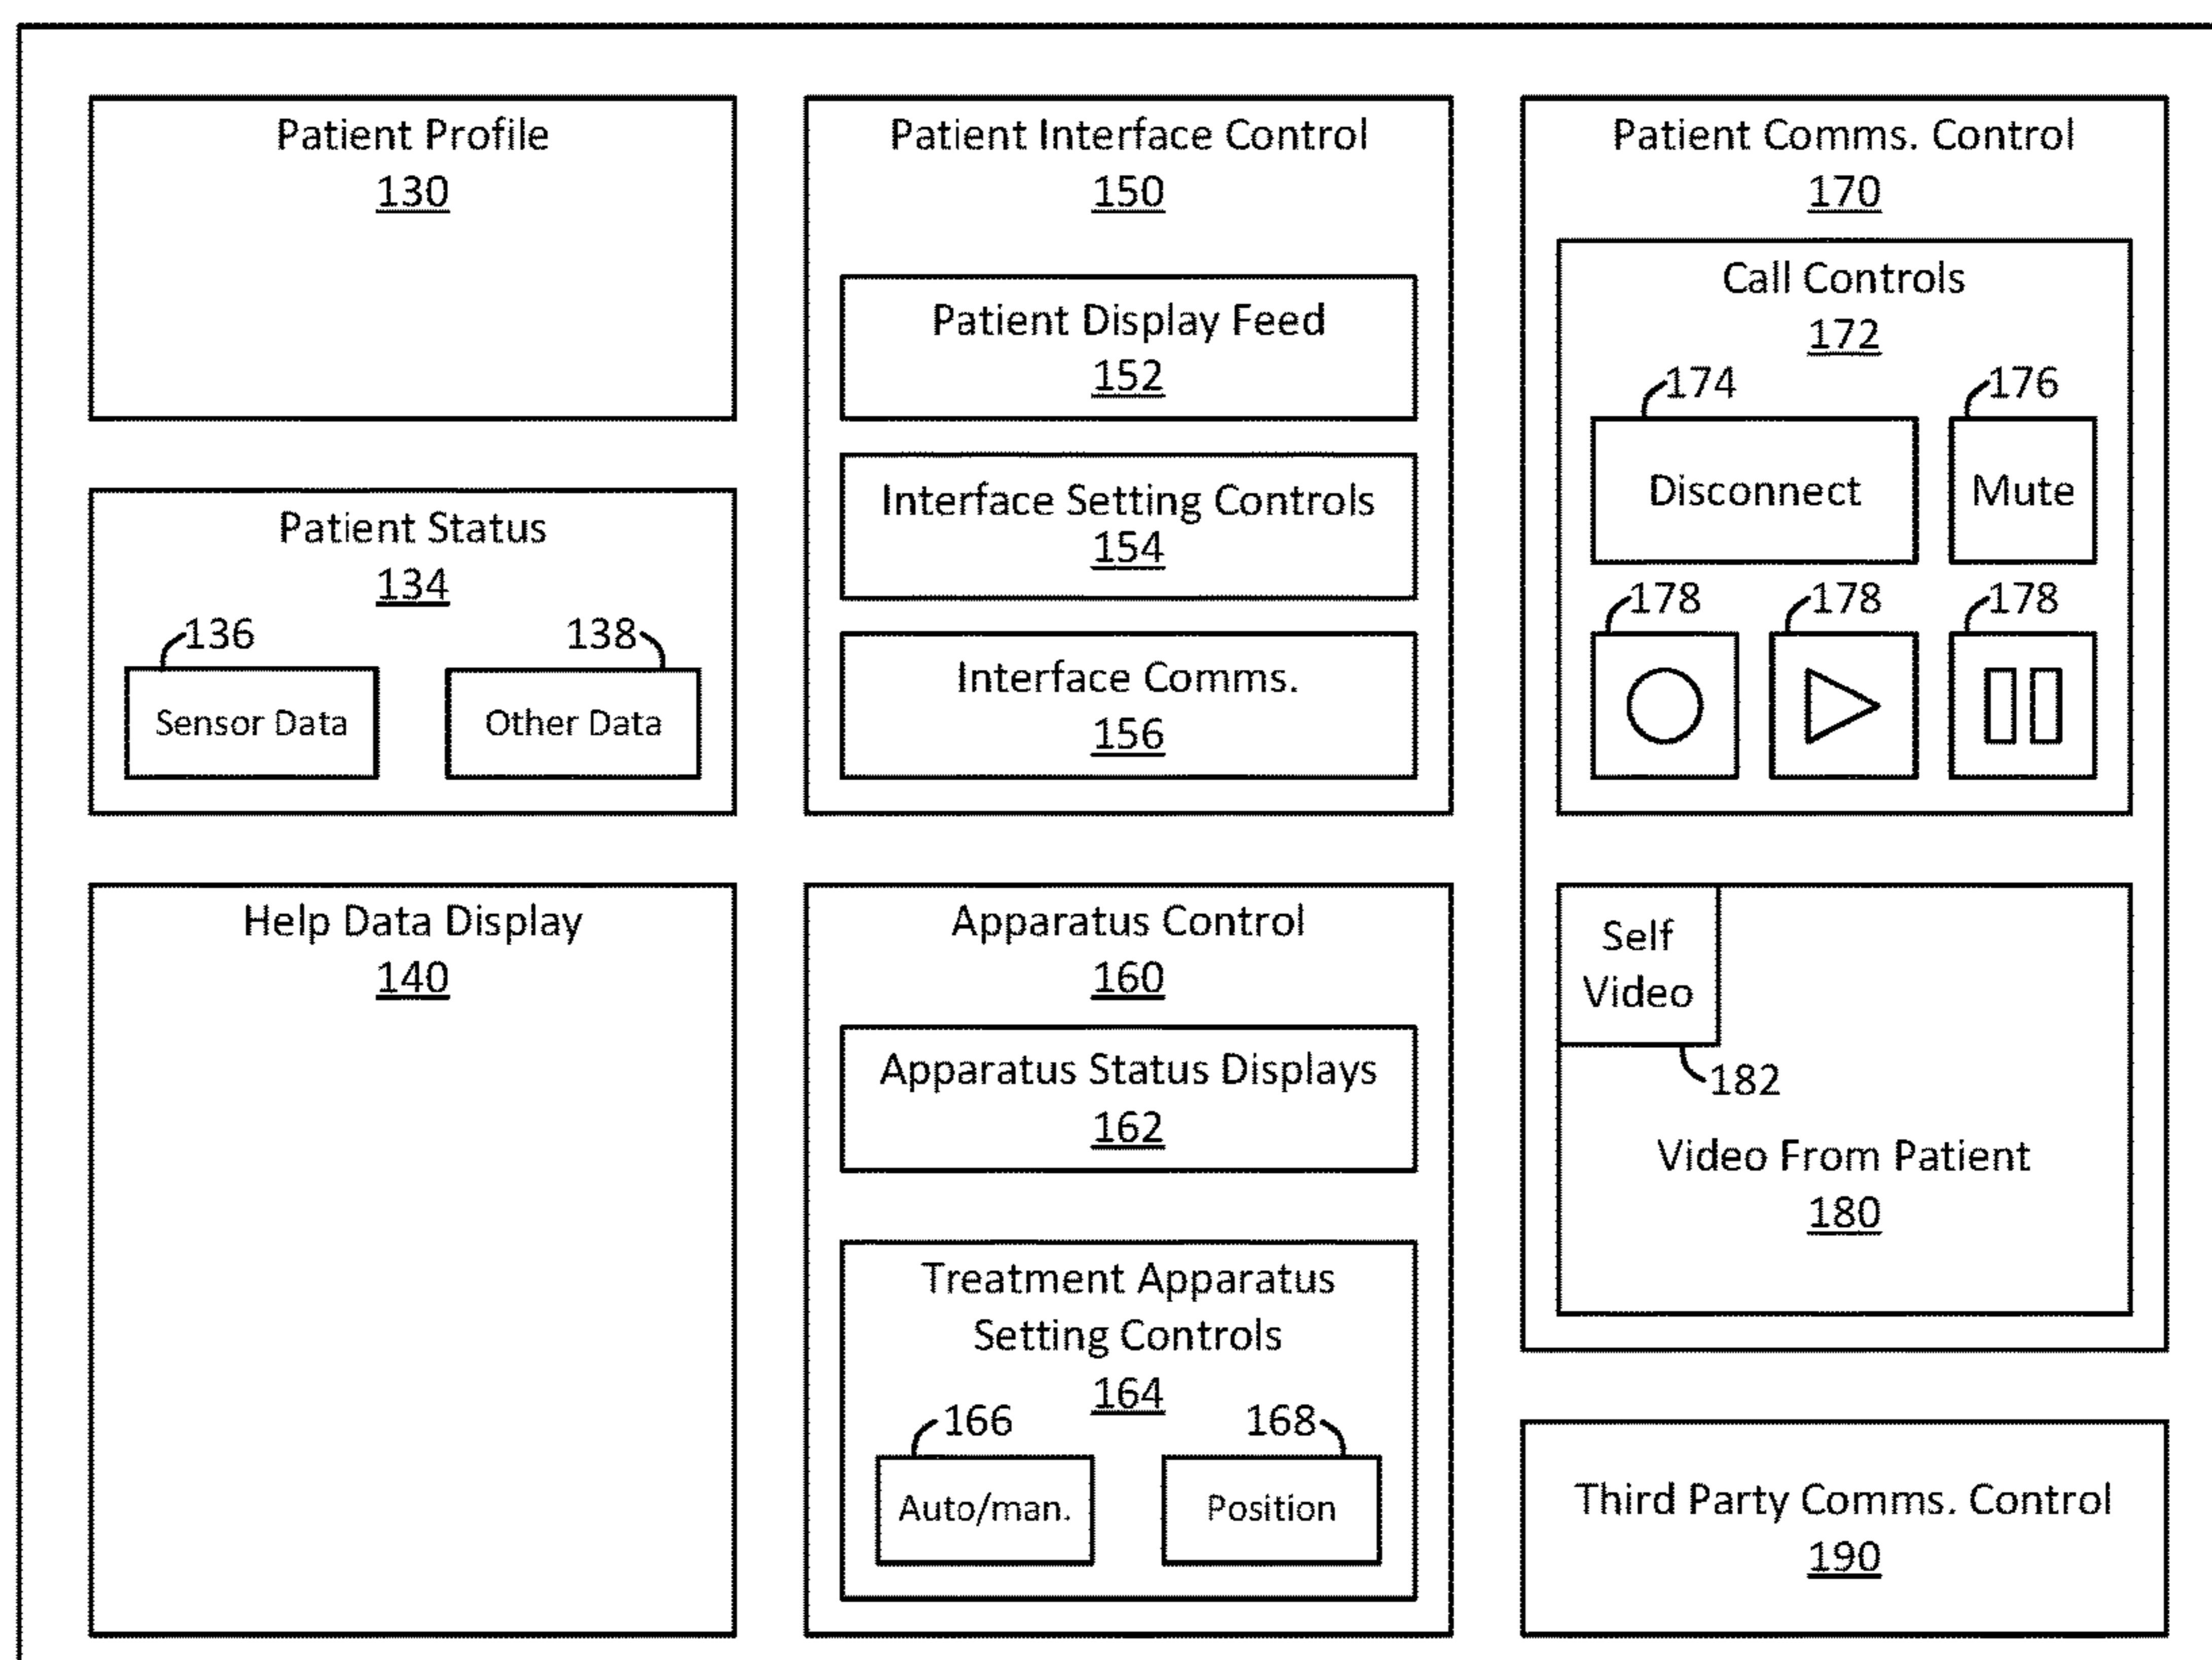 Patient Profile
130
Patient Status
134
136
138
Sensor Data
Other Data
Help Data Display
140
Patient Interface Control
150
Patient Display Feed
152
Interface Setting Controls
154
Interface Comms.
156
Apparatus Control
160
Apparatus Status Displays
162
Treatment Apparatus
Setting Controls
164
166
168
Auto/man.
Position
Patient Comms. Control
170
Call Controls
172
174
176
Disconnect
Mute
178
178
178
Self
Video
182
Video From Patient
180
Third Party Comms. Control
190